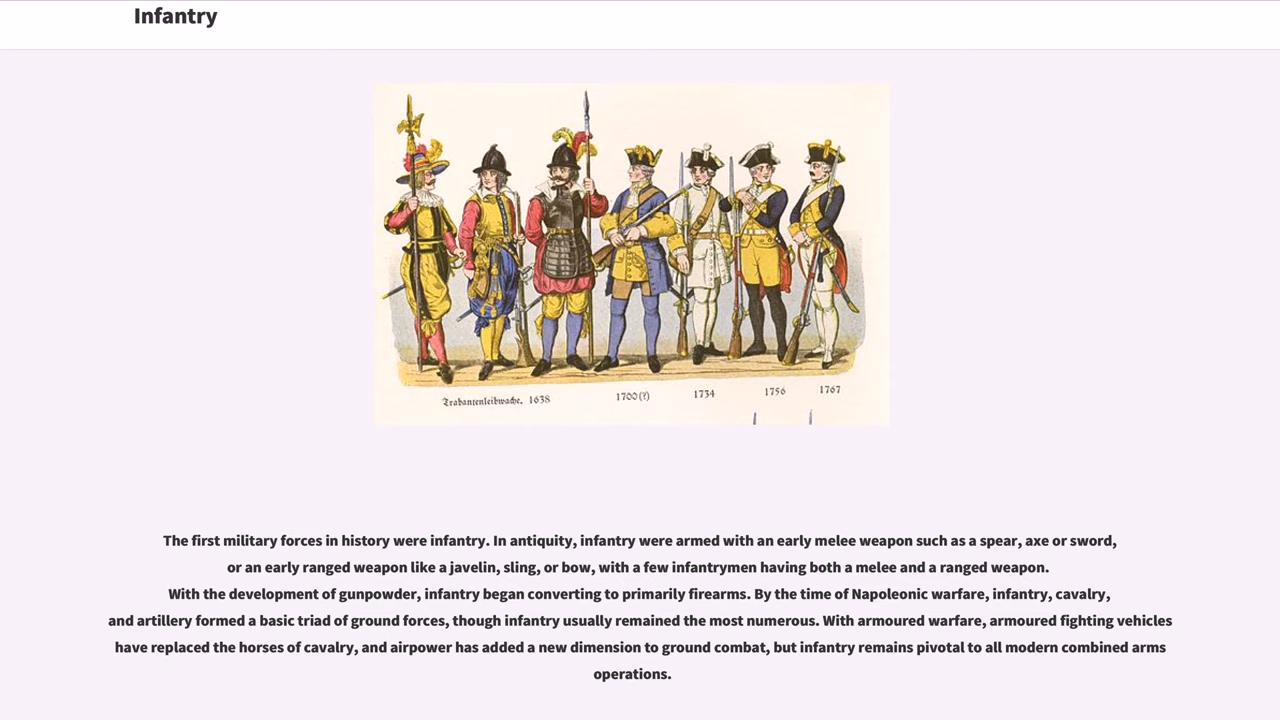 Infantry
Trabantenleibwache. 1638
1700(?)
1734
1756
1767
The first military forces in history were infantry. In antiquity, infantry were armed with an early melee weapon such as a spear, axe or sword,
or an early ranged weapon like a javelin, sling, or bow, with a few infantrymen having both a melee and a ranged weapon.
With the development of gunpowder, infantry began converting to primarily firearms. By the time of Napoleonic warfare, infantry, cavalry,
and artillery formed a basic triad of ground forces, though infantry usually remained the most numerous. With armoured warfare, armoured fighting vehicles
have replaced the horses of cavalry, and airpower has added a new dimension to ground combat, but infantry remains pivotal to all modern combined arms
operations.